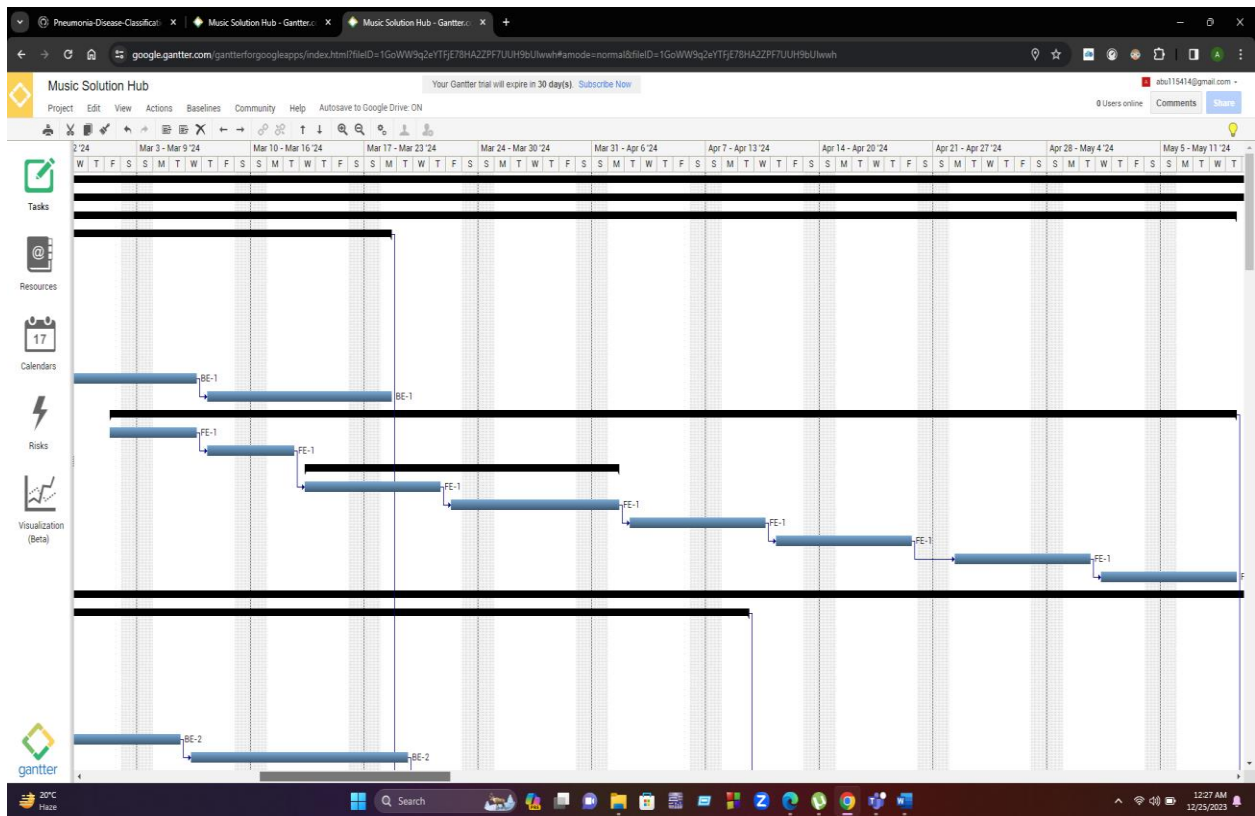 Pneumonia-Disease-Classificati
Music Solution Hub - Gantter.c
Music Solution Hub - Gantter.c
google.gantter.com/gantterforgoogleapps/index.html?fileID=1GoWW9q2eYTFjE78HA2ZPF7UUH9bUlwwh#amode=normal&fileID=1GoWW9q2eYTFjE78HA2ZPF7UUH9bUlwwh
Music Solution Hub
Your Gantter trial will expire in 30 day(s). Subscribe Now
abu115414@gmail.com
Project Edit View Actions Baselines Community Help Autosave to Google Drive: ON
0 Users online Comments Share
2 '24 Mar 3 - Mar 9 '24 Mar 10 - Mar 16 '24 Mar 17 - Mar 23 '24 Mar 24 - Mar 30 '24 Mar 31 - Apr 6 '24 Apr 7 - Apr 13 '24 Apr 14 - Apr 20 '24 Apr 21 - Apr 27 '24 Apr 28 - May 4 '24 May 5 - May 11 '24
W T F S S M T W T F S S M T W T F S S M T W T F S S M T W T F S S M T W T F S S M T W T F S S M T W T F S S M T W T F S S M T W T F S S M T W T
Tasks
@
Resources
17
Calendars
BE-1
BE-1
FE-1
Risks
FE-1
FE-1
FE-1
Visualization
(Beta)
FE-1
FE-1
FE-1
F
BE-2
BE-2
gantter
20°C
Haze
Search
12:27 AM
12/25/2023